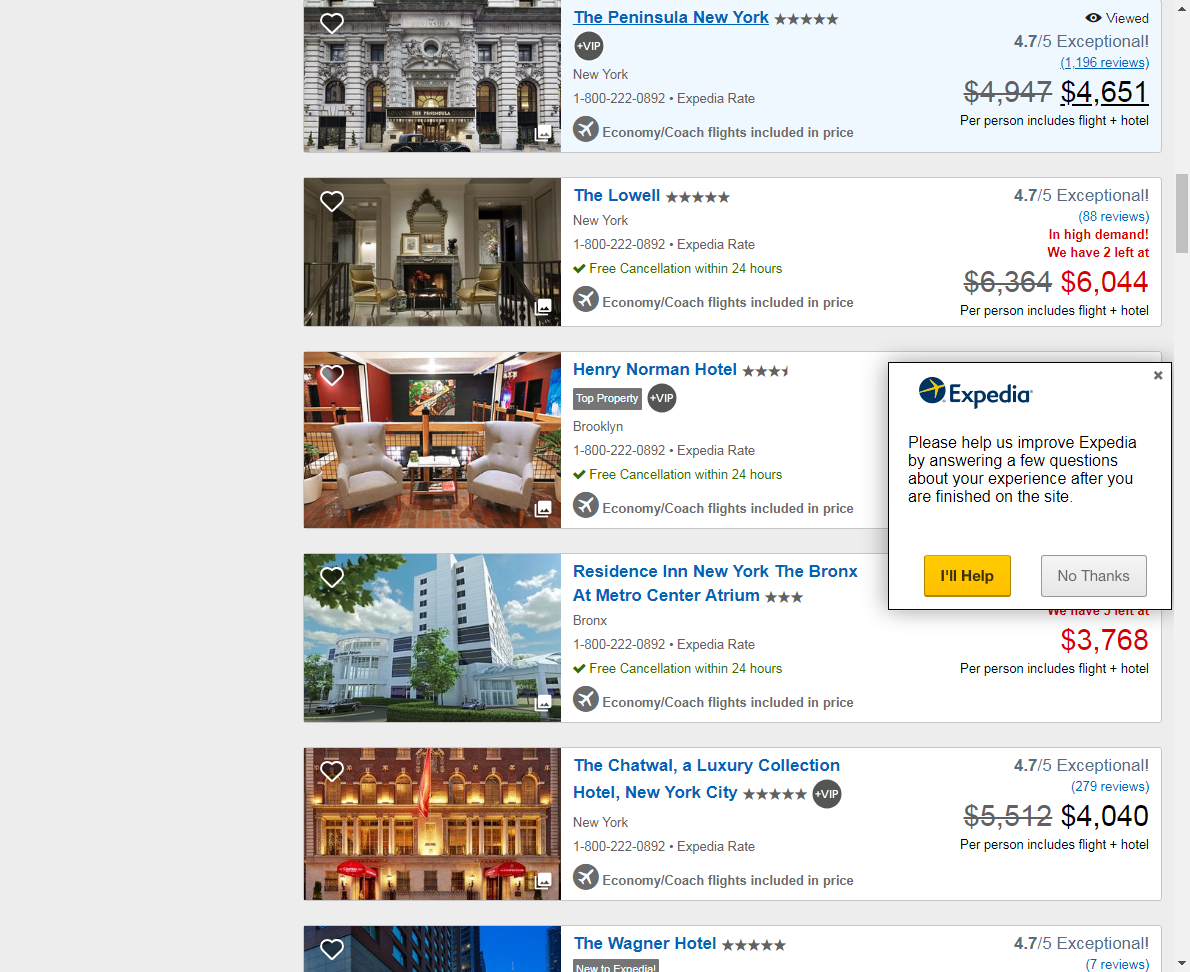 The Peninsula New York
Viewed
+VIP
4.7/5 Exceptional!
(1,196 reviews)
New York
$4,947 $4,651
1-800-222-0892 • Expedia Rate
Per person includes flight + hotel
Economy/Coach flights included in price
THE PENINSULA
The Lowell
4.7/5 Exceptional!
New York
(88 reviews)
In high demand!
1-800-222-0892 • Expedia Rate
We have 2 left at
Free Cancellation within 24 hours
$6,364 $6,044
Economy/Coach flights included in price
Per person includes flight + hotel
Henry Norman Hotel
Top Property +VIP
Brooklyn
1-800-222-0892 • Expedia Rate
Free Cancellation within 24 hours
Economy/Coach flights included in price
Expedia
Please help us improve Expedia
by answering a few questions
about your experience after you
are finished on the site.
I'll Help
No Thanks
Residence Inn New York The Bronx
At Metro Center Atrium
We have 5 left at
Bronx
$3,768
1-800-222-0892 • Expedia Rate
Free Cancellation within 24 hours
Per person includes flight + hotel
Economy/Coach flights included in price
The Chatwal, a Luxury Collection
Hotel, New York City +VIP
4.7/5 Exceptional!
(279 reviews)
New York
$5,512 $4,040
1-800-222-0892 • Expedia Rate
Per person includes flight + hotel
Economy/Coach flights included in price
The Wagner Hotel
4.7/5 Exceptional!
New to Expedia!
(7 reviews)